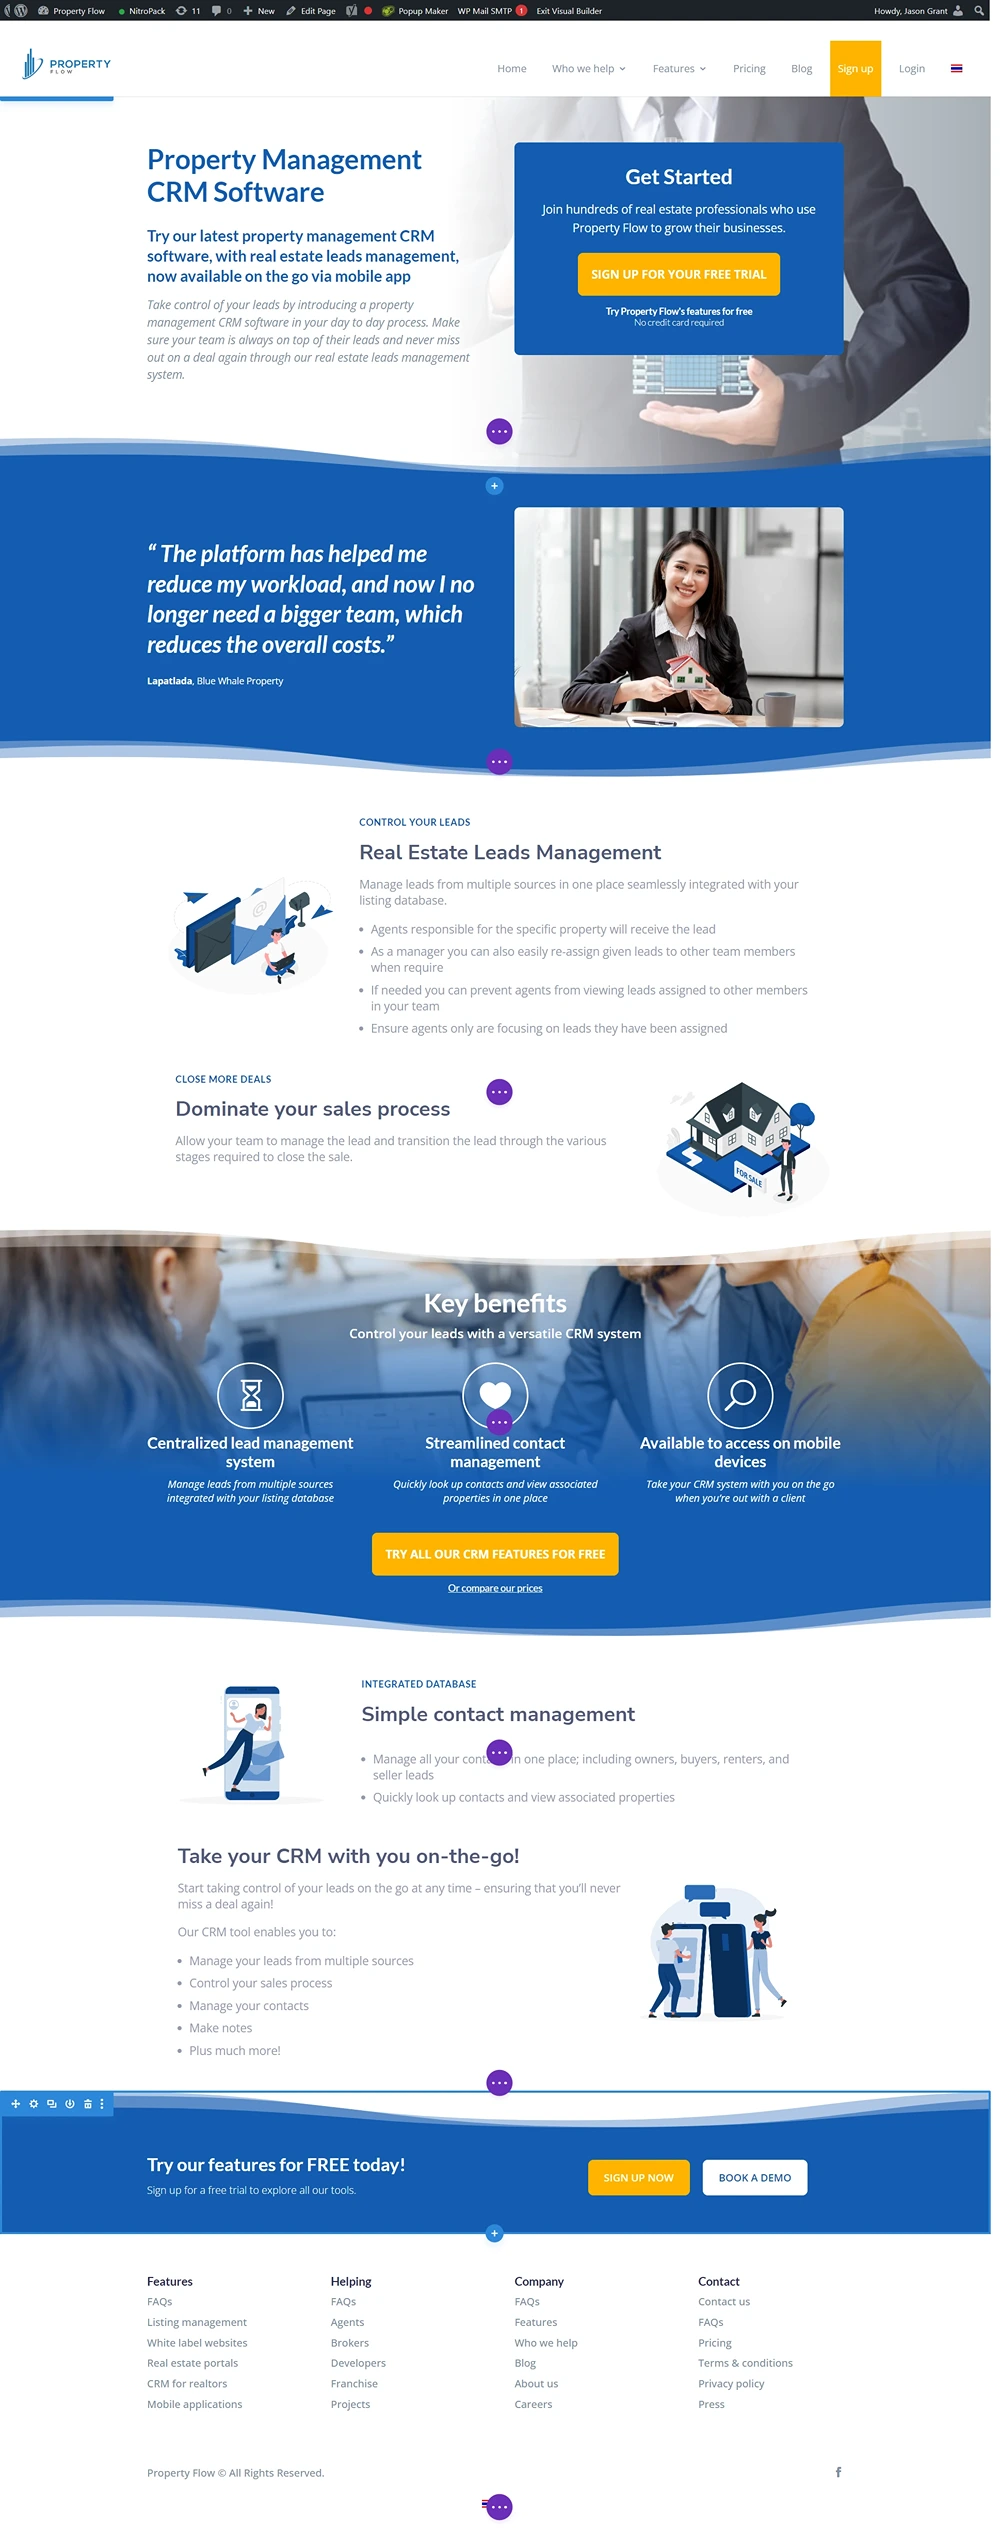 Property Flow NitroPack 11 0 New Edit Page Popup Maker WP Mail SMTP 1 Exit Visual Builder Howdy, Jason Grant
PROPERTY
FLOW
Home Who we help Features Pricing Blog Sign up Login
Property Management
CRM Software
Try our latest property management CRM
software, with real estate leads management,
now available on the go via mobile app
Take control of your leads by introducing a property
management CRM software in your day to day process. Make
sure your team is always on top of their leads and never miss
out on a deal again through our real estate leads management
system.
Get Started
Join hundreds of real estate professionals who use
Property Flow to grow their businesses.
SIGN UP FOR YOUR FREE TRIAL
Try Property Flow's features for free
No credit card required
“ The platform has helped me
reduce my workload, and now I no
longer need a bigger team, which
reduces the overall costs.”
Lapatlada, Blue Whale Property
CONTROL YOUR LEADS
Real Estate Leads Management
Manage leads from multiple sources in one place seamlessly integrated with your
listing database.
• Agents responsible for the specific property will receive the lead
• As a manager you can also easily re-assign given leads to other team members
when require
• If needed you can prevent agents from viewing leads assigned to other members
in your team
• Ensure agents only are focusing on leads they have been assigned
CLOSE MORE DEALS
Dominate your sales process
Allow your team to manage the lead and transition the lead through the various
stages required to close the sale.
FOR SALE
Key benefits
Control your leads with a versatile CRM system
Centralized lead management
system
Manage leads from multiple sources
integrated with your listing database
Streamlined contact
management
Quickly look up contacts and view associated
properties in one place
Available to access on mobile
devices
Take your CRM system with you on the go
when you’re out with a client
TRY ALL OUR CRM FEATURES FOR FREE
Or compare our prices
INTEGRATED DATABASE
Simple contact management
• Manage all your in one place; including owners, buyers, renters, and
seller leads
• Quickly look up contacts and view associated properties
Take your CRM with you on-the-go!
Start taking control of your leads on the go at any time – ensuring that you’ll never
miss a deal again!
Our CRM tool enables you to:
• Manage your leads from multiple sources
• Control your sales process
• Manage your contacts
• Make notes
• Plus much more!
Try our features for FREE today!
Sign up for a free trial to explore all our tools.
SIGN UP NOW
BOOK A DEMO
Features
FAQs
Listing management
White label websites
Real estate portals
CRM for realtors
Mobile applications
Helping
FAQs
Agents
Brokers
Developers
Franchise
Projects
Company
FAQs
Features
Who we help
Blog
About us
Careers
Contact
Contact us
FAQs
Pricing
Terms & conditions
Privacy policy
Press
Property Flow © All Rights Reserved.